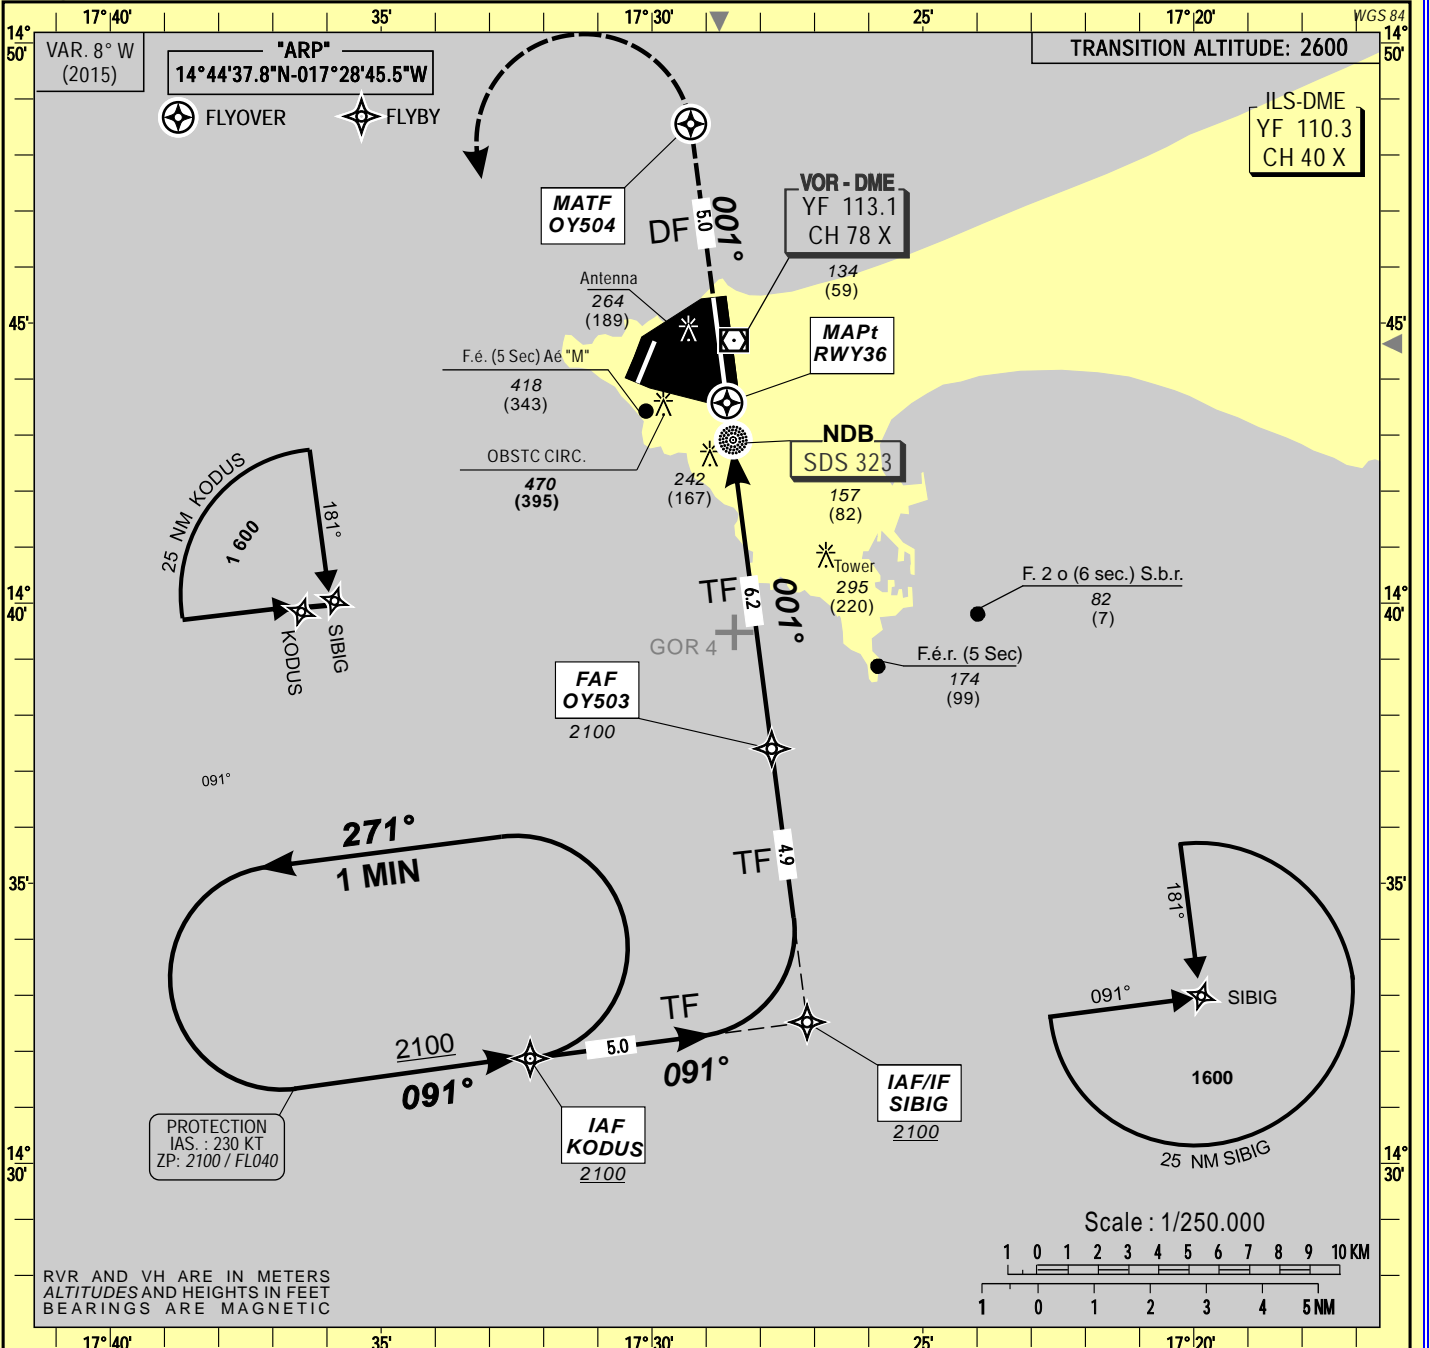 17°40' 35' 17°30' 25' 17°20' WGS 84
14° 50'
14° 50'
VAR. 8° W
(2015)
"ARP"
14°44'37.8"N-017°28'45.5"W
FLYOVER
FLYBY
TRANSITION ALTITUDE: 2600
ILS-DME
YF 110.3
CH 40 X
MATF
OY504
DF
5.0
001°
VOR - DME
YF 113.1
CH 78 X
134
(59)
Antenna
264
(189)
45'
45'
MAPt
RWY36
F.é. (5 Sec) Aé "M"
418
(343)
OBSTC CIRC.
470
(395)
242
(167)
NDB
SDS 323
157
(82)
25 NM KODUS
1 600
181°
KODUS
SIBIG
TF
6.2
001°
Tower
295
(220)
F. 2 o (6 sec.) S.b.r.
82
(7)
14° 40'
14° 40'
GOR 4
F.é.r. (5 Sec)
174
(99)
FAF
OY503
2100
091°
271°
1 MIN
TF
4.9
35'
35'
181°
091°
SIBIG
1600
25 NM SIBIG
TF
2100
5.0
091°
091°
IAF/IF
SIBIG
2100
IAF
KODUS
2100
PROTECTION
IAS. : 230 KT
ZP: 2100 / FL040
14° 30'
14° 30'
Scale : 1/250.000
1 0 1 2 3 4 5 6 7 8 9 10 KM
1 0 1 2 3 4 5 NM
RVR AND VH ARE IN METERS
ALTITUDES AND HEIGHTS IN FEET
BEARINGS ARE MAGNETIC
17°40' 35' 17°30' 25' 17°20'